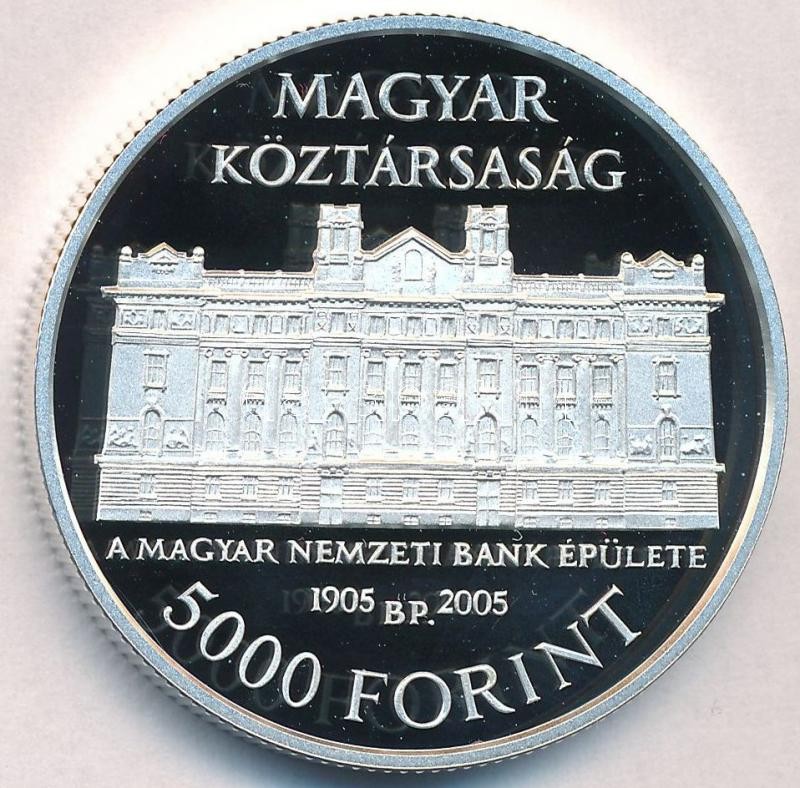 MAGYAR
KÖZTÁRSASÁG
A MAGYAR NEMZETI BANK ÉPÜLETE
1905 BP. 2005
5000 FORINT